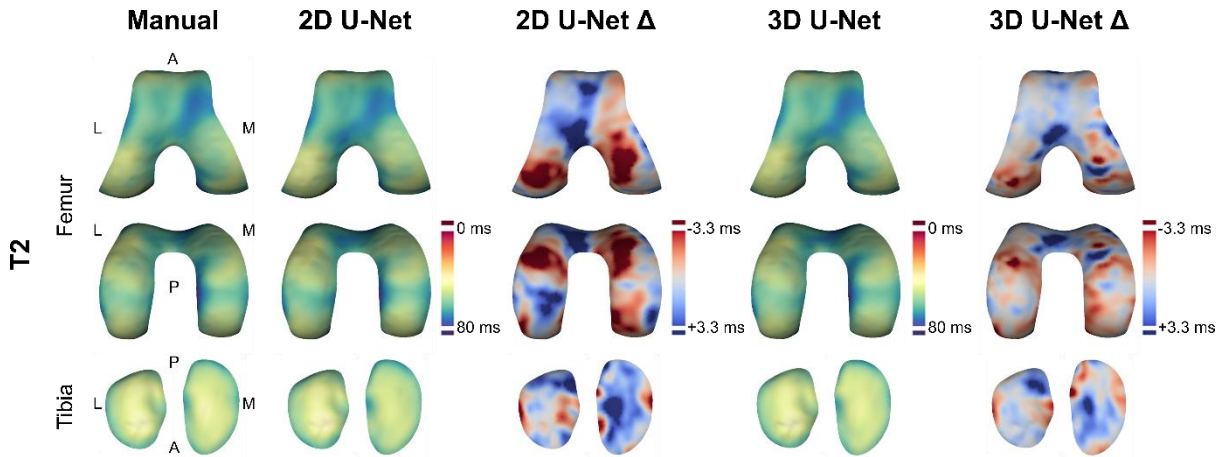 Manual 2D U-Net 2D U-Net Δ 3D U-Net 3D U-Net Δ
A
L M
Femur
L M
0 ms -3.3 ms 0 ms -3.3 ms
T2
P
80 ms +3.3 ms 80 ms +3.3 ms
P
Tibia
L M
A